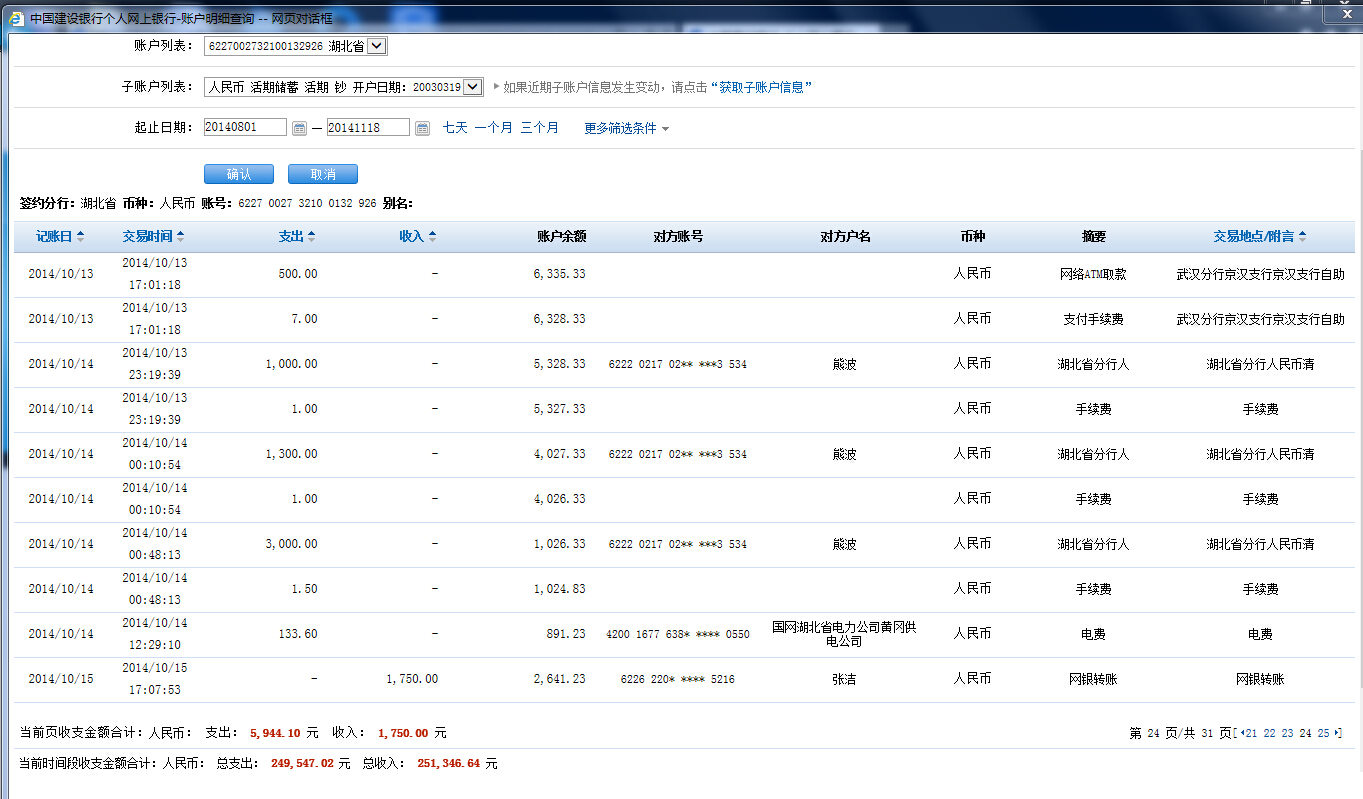 中国建设银行个人网上银行-账户明细查询 -- 网页对话框
账户列表： 6227002732100132926 湖北省
子账户列表： 人民币 活期储蓄 活期 钞 开户日期：20030319 如果近期子账户信息发生变动，请点击“获取子账户信息”
起止日期： 20140801 — 20141118 七天 一个月 三个月 更多筛选条件
确认 取消
签约分行：湖北省 币种：人民币 账号：6227 0027 3210 0132 926 别名：
记账日 交易时间 支出 收入 账户余额 对方账号 对方户名 币种 摘要 交易地点/附言
2014/10/13 2014/10/13 17:01:18 500.00 - 6,335.33 人民币 网络ATM取款 武汉分行京汉支行京汉支行自助
2014/10/13 2014/10/13 17:01:18 7.00 - 6,328.33 人民币 支付手续费 武汉分行京汉支行京汉支行自助
2014/10/14 2014/10/13 23:19:39 1,000.00 - 5,328.33 6222 0217 02** ***3 534 熊波 人民币 湖北省分行人 湖北省分行人民币清
2014/10/14 2014/10/13 23:19:39 1.00 - 5,327.33 人民币 手续费 手续费
2014/10/14 2014/10/14 00:10:54 1,300.00 - 4,027.33 6222 0217 02** ***3 534 熊波 人民币 湖北省分行人 湖北省分行人民币清
2014/10/14 2014/10/14 00:10:54 1.00 - 4,026.33 人民币 手续费 手续费
2014/10/14 2014/10/14 00:48:13 3,000.00 - 1,026.33 6222 0217 02** ***3 534 熊波 人民币 湖北省分行人 湖北省分行人民币清
2014/10/14 2014/10/14 00:48:13 1.50 - 1,024.83 人民币 手续费 手续费
2014/10/14 2014/10/14 12:29:10 133.60 - 891.23 4200 1677 638* **** 0550 国网湖北省电力公司黄冈供电公司 人民币 电费 电费
2014/10/15 2014/10/15 17:07:53 - 1,750.00 2,641.23 6226 220* **** 5216 张洁 人民币 网银转账 网银转账
当前页收支金额合计：人民币： 支出： 5,944.10 元 收入： 1,750.00 元 第 24 页/共 31 页[ 21 22 23 24 25 ]
当前时间段收支金额合计：人民币： 总支出： 249,547.02 元 总收入： 251,346.64 元